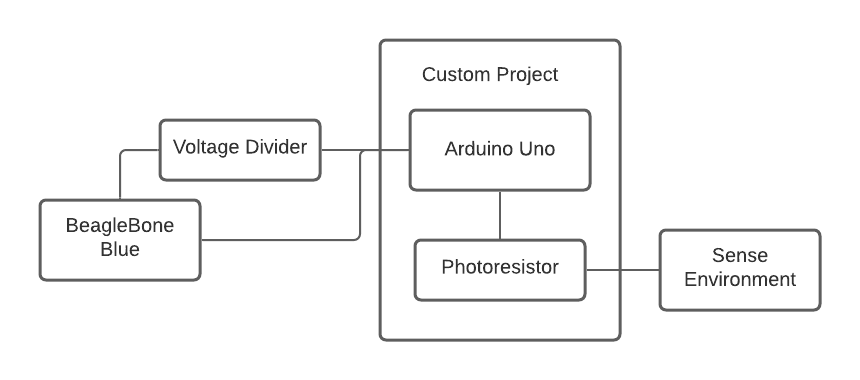 Custom Project
Voltage Divider
Arduino Uno
BeagleBone
Blue
Photoresistor
Sense
Environment